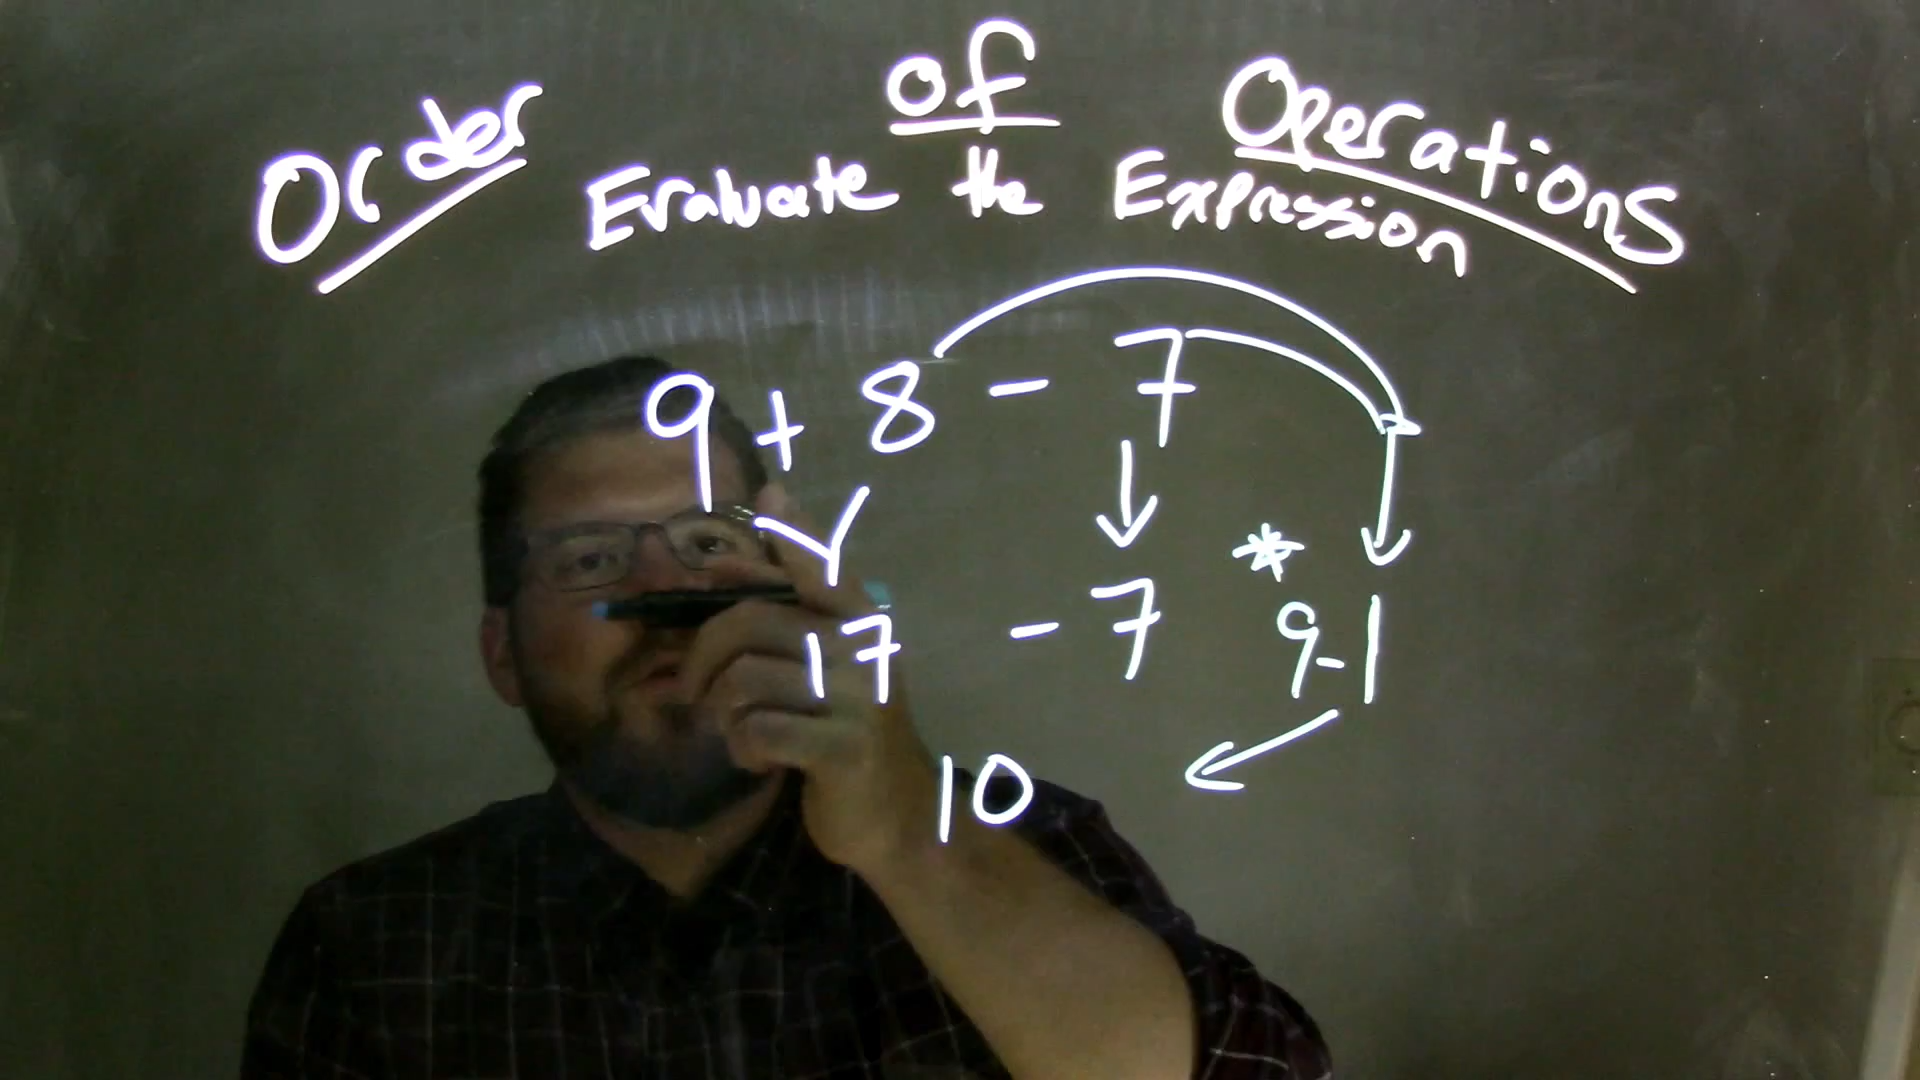 Order of Operations
Evaluate the Expression
9 + 8 - 7
17 - 7 * 9-1
10